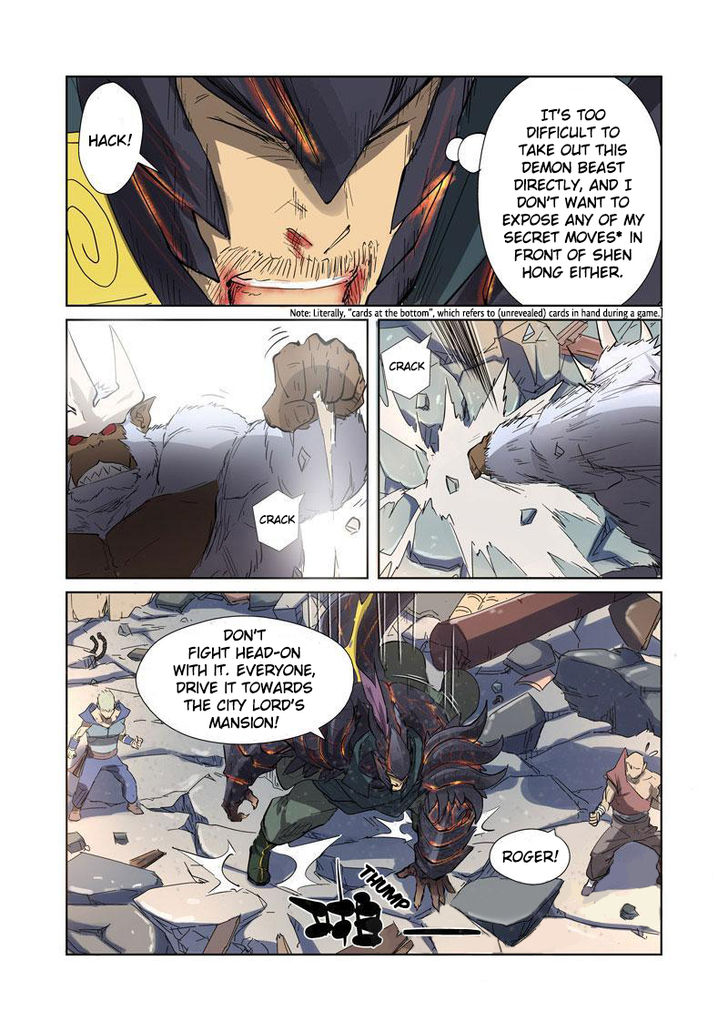 HACK!
IT'S TOO
DIFFICULT TO
TAKE OUT THIS
DEMON BEAST
DIRECTLY, AND I
DON'T WANT TO
EXPOSE ANY OF MY
SECRET MOVES* IN
FRONT OF SHEN
HONG EITHER.
Note: Literally, "cards at the bottom", which refers to (unrevealed) cards in hand during a game.]
CRACK
CRACK
DON'T
FIGHT HEAD-ON
WITH IT. EVERYONE,
DRIVE IT TOWARDS
THE CITY LORD'S
MANSION!
ROGER!
THUMP